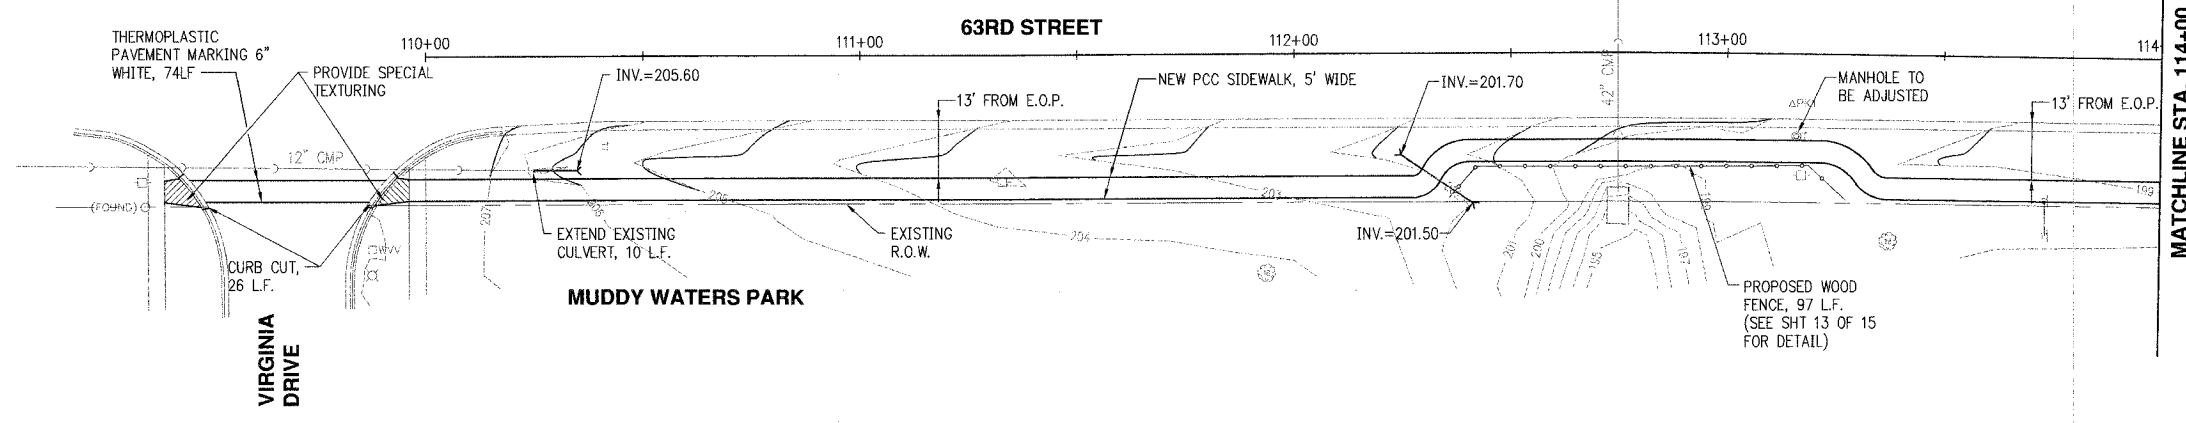 63RD STREET
110+00
111+00
112+00
113+00
114
MATCHLINE STA. 114+00
THERMOPLASTIC
PAVEMENT MARKING 6"
WHITE, 74LF
PROVIDE SPECIAL
TEXTURING
INV.=205.60
13' FROM E.O.P.
NEW PCC SIDEWALK, 5' WIDE
INV.=201.70
42" CMP
MANHOLE TO
BE ADJUSTED
13' FROM E.O.P.
12" CMP
(FOUND)
207
203
204
201
200
195
197
199
EXTEND EXISTING
CULVERT, 10 L.F.
EXISTING
R.O.W.
INV.=201.50
CURB CUT,
26 L.F.
MUDDY WATERS PARK
PROPOSED WOOD
FENCE, 97 L.F.
(SEE SHT 13 OF 15
FOR DETAIL)
VIRGINIA
DRIVE